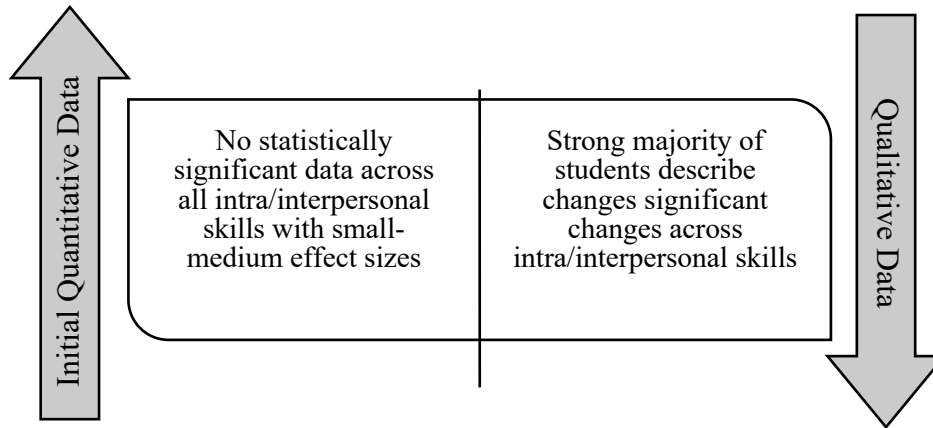 Initial Quantitative Data
No statistically
significant data across
all intra/interpersonal
skills with small-
medium effect sizes
Strong majority of
students describe
changes significant
changes across
intra/interpersonal skills
Qualitative Data